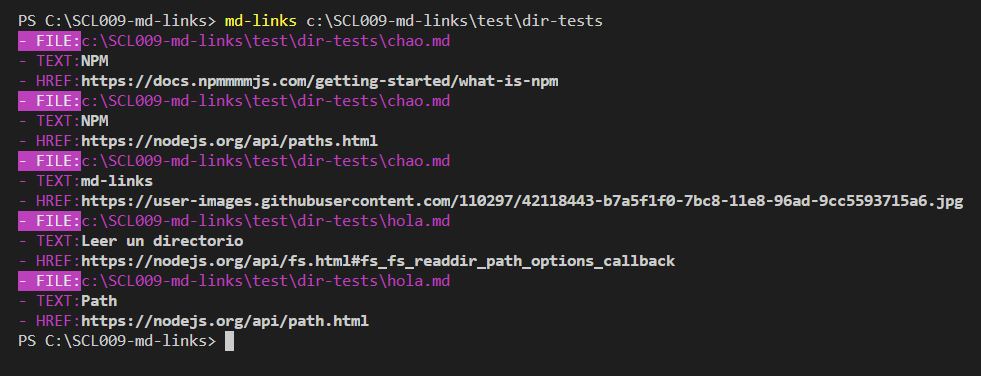 PS C:\SCL009-md-links> md-links c:\SCL009-md-links\test\dir-tests
- FILE:c:\SCL009-md-links\test\dir-tests\chao.md
- TEXT:NPM
- HREF:https://docs.npmmmmjs.com/getting-started/what-is-npm
- FILE:c:\SCL009-md-links\test\dir-tests\chao.md
- TEXT:NPM
- HREF:https://nodejs.org/api/paths.html
- FILE:c:\SCL009-md-links\test\dir-tests\chao.md
- TEXT:md-links
- HREF:https://user-images.githubusercontent.com/110297/42118443-b7a5f1f0-7bc8-11e8-96ad-9cc5593715a6.jpg
- FILE:c:\SCL009-md-links\test\dir-tests\hola.md
- TEXT:Leer un directorio
- HREF:https://nodejs.org/api/fs.html#fs_fs_readdir_path_options_callback
- FILE:c:\SCL009-md-links\test\dir-tests\hola.md
- TEXT:Path
- HREF:https://nodejs.org/api/path.html
PS C:\SCL009-md-links>